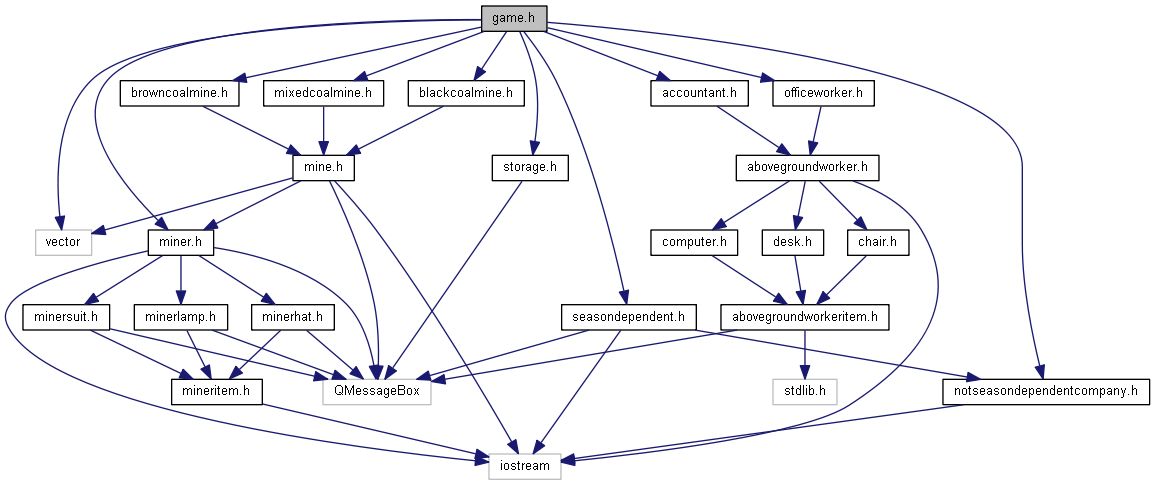 game.h
browncoalmine.h
mixedcoalmine.h
blackcoalmine.h
accountant.h
officeworker.h
mine.h
storage.h
abovegroundworker.h
vector
miner.h
computer.h
desk.h
chair.h
minersuit.h
minerlamp.h
minerhat.h
seasondependent.h
abovegroundworkeritem.h
mineritem.h
QMessageBox
stdlib.h
notseasondependentcompany.h
iostream